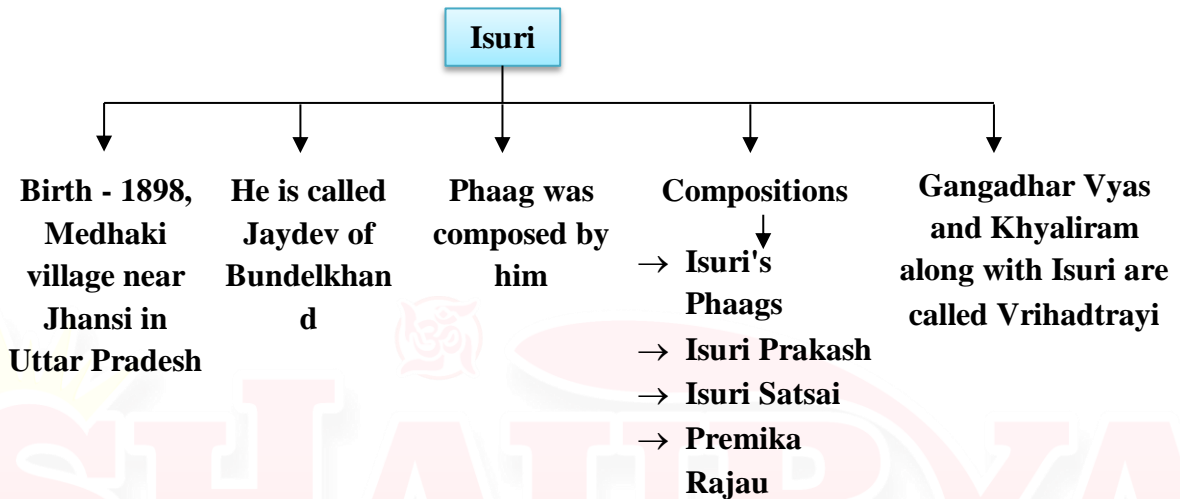 Isuri
Birth - 1898,
Medhaki
village near
Jhansi in
Uttar Pradesh
He is called
Jaydev of
Bundelkhan
d
Phaag was
composed by
him
Compositions
→ Isuri's
Phaags
→ Isuri Prakash
→ Isuri Satsai
→ Premika
Rajau
Gangadhar Vyas
and Khyaliram
along with Isuri are
called Vrihadtrayi